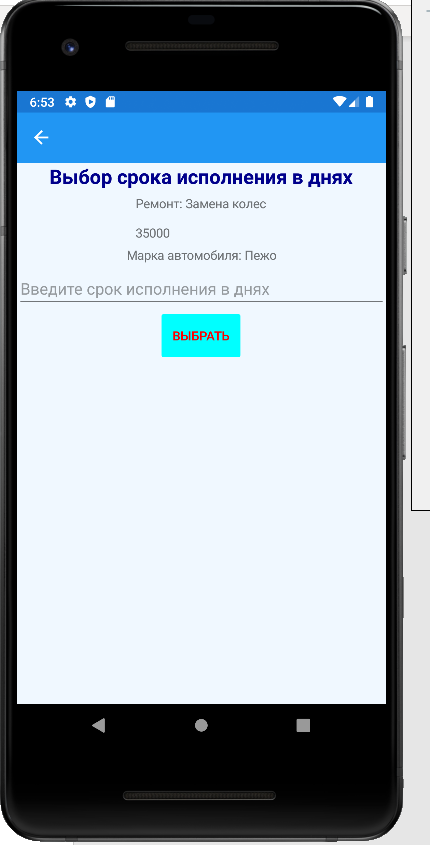 6:53
Выбор срока исполнения в днях
Ремонт: Замена колес
35000
Марка автомобиля: Пежо
Введите срок исполнения в днях
ВЫБРАТЬ